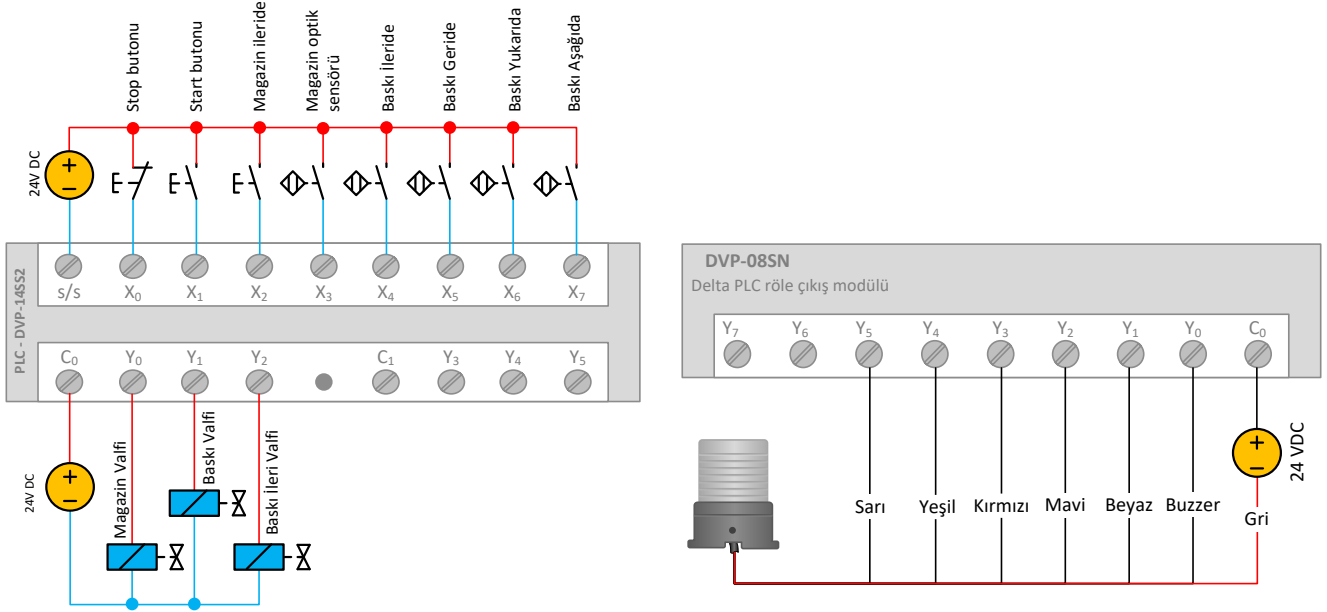 Stop butonu
Start butonu
Magazin ileride
Magazin optik
sensörü
Baskı İleride
Baskı Geride
Baskı Yukarıda
Baskı Aşağıda
24V DC
+
−
PLC - DVP-14SS2
s/s
X₀
X₁
X₂
X₃
X₄
X₅
X₆
X₇
C₀
Y₀
Y₁
Y₂
C₁
Y₃
Y₄
Y₅
24V DC
+
−
Magazin Valfi
Baskı Valfi
Baskı İleri Valfi
DVP-08SN
Delta PLC röle çıkış modülü
Y₇
Y₆
Y₅
Y₄
Y₃
Y₂
Y₁
Y₀
C₀
+
−
24 VDC
Sarı
Yeşil
Kırmızı
Mavi
Beyaz
Buzzer
Gri